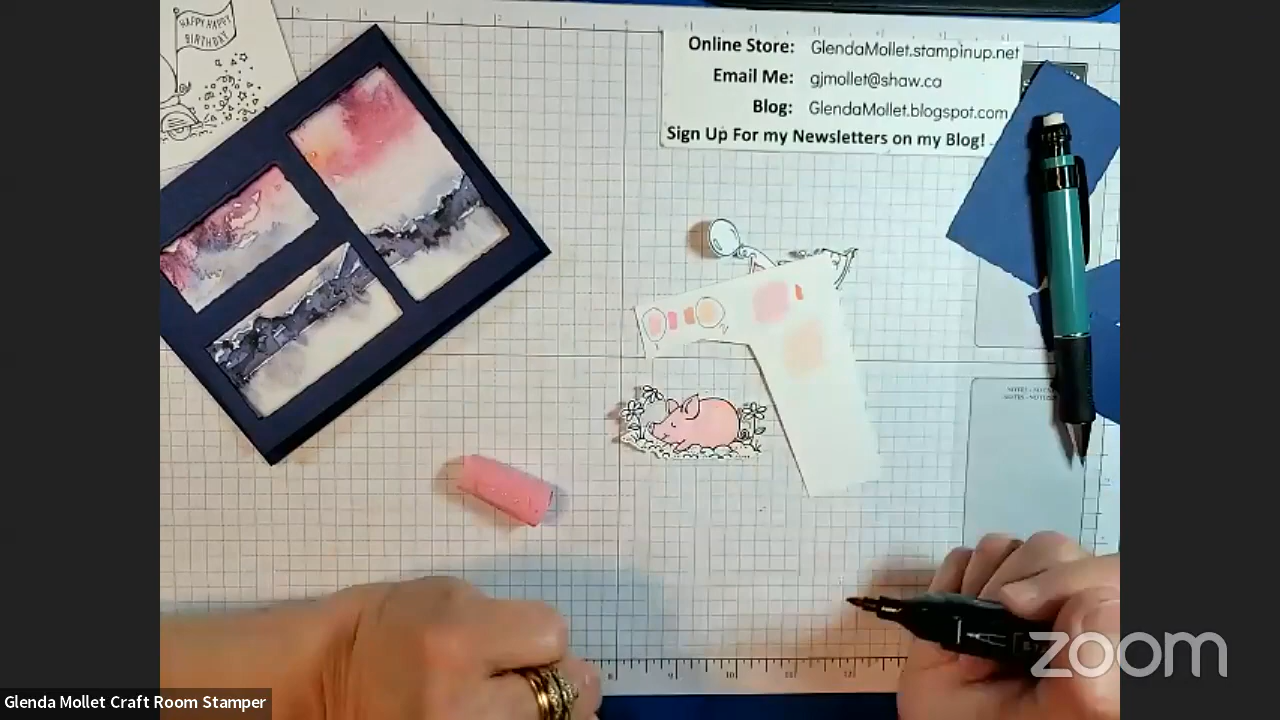 HAPPY HAPPY
BIRTHDAY
Online Store: GlendaMollet.stampinup.net
Email Me: gjmollet@shaw.ca
Blog: GlendaMollet.blogspot.com
Sign Up For my Newsletters on my Blog!
zoom
Glenda Mollet Craft Room Stamper